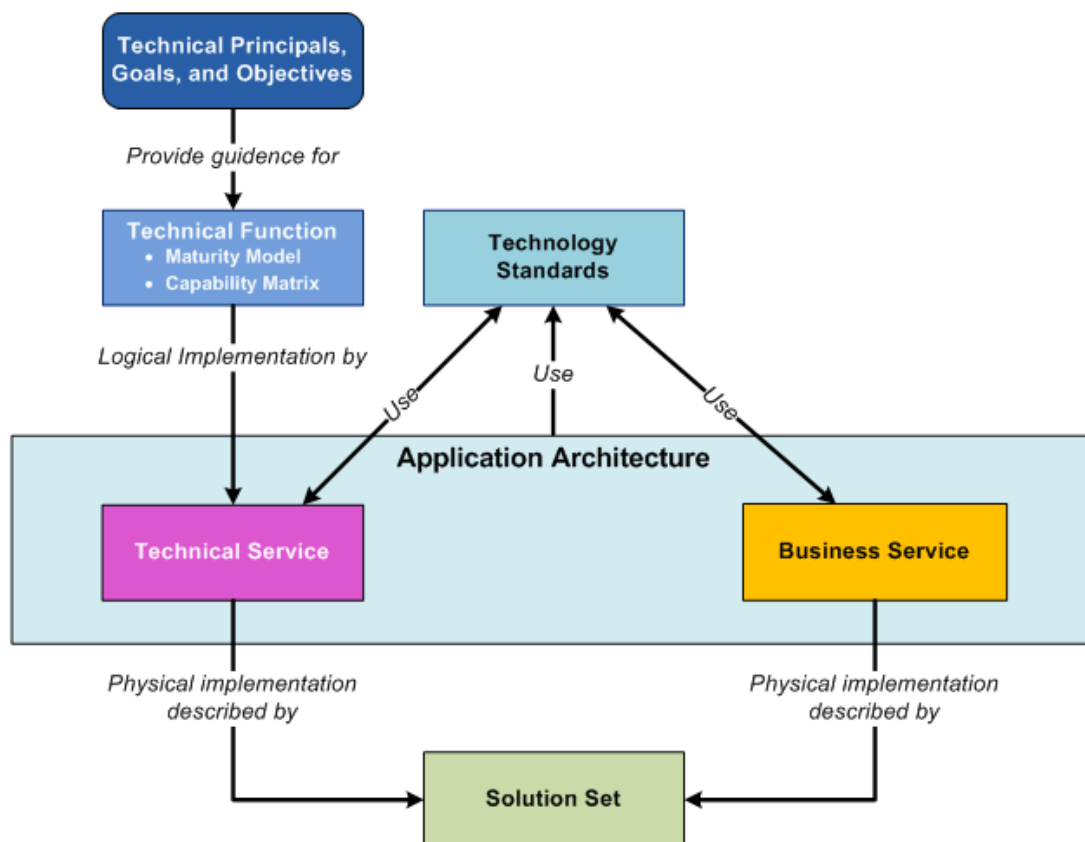 Technical Principals,
Goals, and Objectives
Provide guidence for
Technical Function
• Maturity Model
• Capability Matrix
Technology
Standards
Logical Implementation by
Use
Use
Use
Application Architecture
Technical Service
Business Service
Physical implementation
described by
Physical implementation
described by
Solution Set